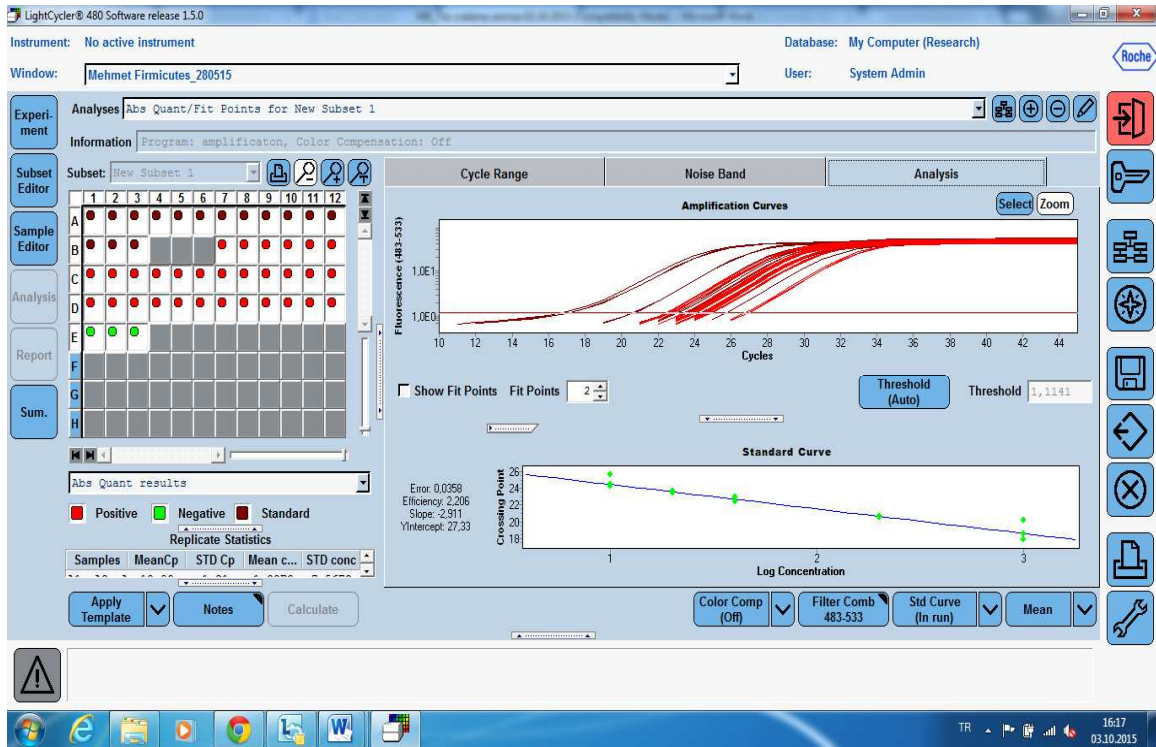 LightCycler® 480 Software release 1.5.0
Instrument: No active instrument
Database: My Computer (Research)
Roche
Window: Mehmet Firmicutes_280515
User: System Admin
Experi-
ment
Analyses Abs Quant/Fit Points for New Subset 1
Information Program: amplificaton, Color Compensation: Off
Subset
Editor
Subset: New Subset 1
Cycle Range Noise Band Analysis
1 2 3 4 5 6 7 8 9 10 11 12
Amplification Curves
Select Zoom
Sample
Editor
A
B
C
D
E
F
G
H
Analysis
Report
Sum.
Fluorescence (483-533)
1,0E1
1,0E0
10 12 14 16 18 20 22 24 26 28 30 32 34 36 38 40 42 44
Cycles
Show Fit Points Fit Points 2
Threshold
(Auto)
Threshold 1,1141
Standard Curve
Abs Quant results
Positive Negative Standard
Replicate Statistics
Samples MeanCp STD Cp Mean c... STD conc
Error: 0,0358
Efficiency: 2,206
Slope: -2,911
YIntercept: 27,33
Crossing Point
26
24
22
20
18
1 2 3
Log Concentration
Apply
Template
Notes
Calculate
Color Comp
(Off)
Filter Comb
483-533
Std Curve
(In run)
Mean
W
TR
16:17
03.10.2015